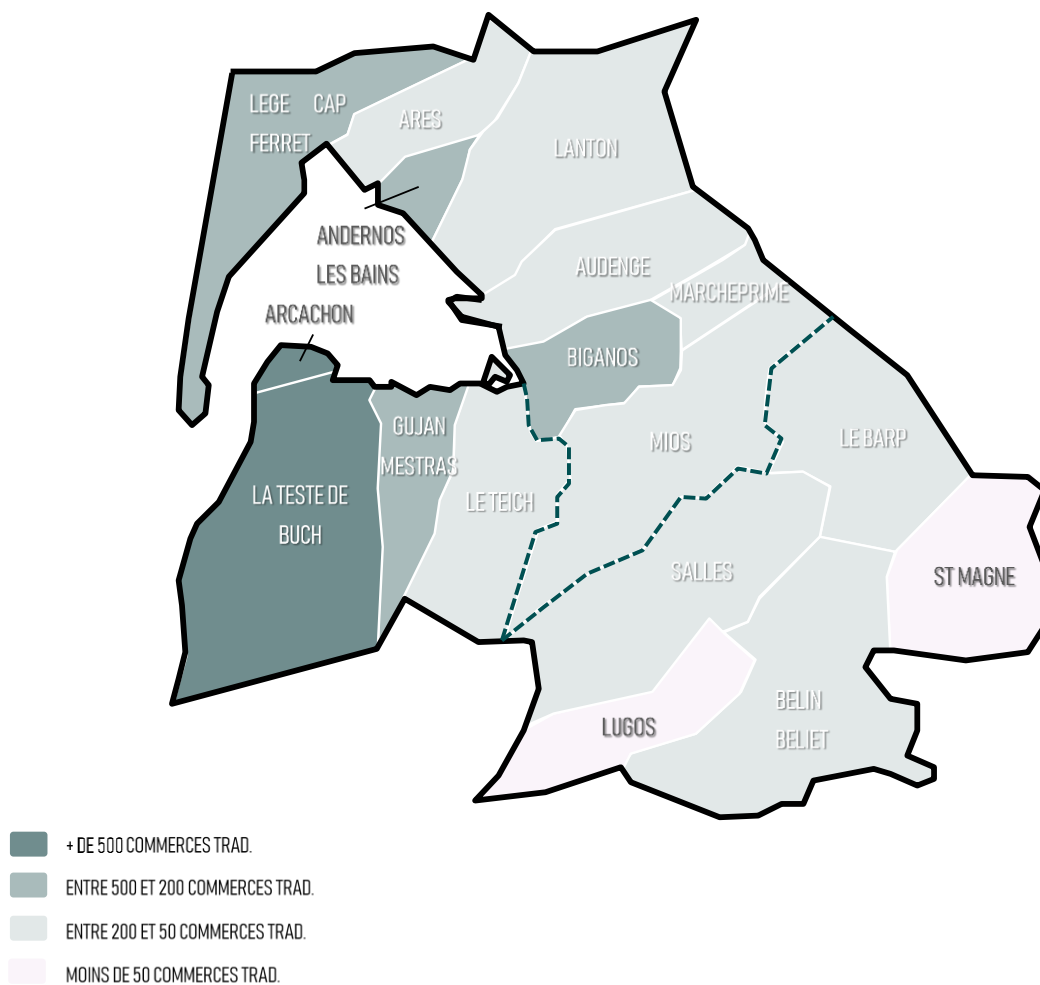 LEGE CAP
FERRET
ARES
LANTON
ANDERNOS
LES BAINS
AUDENGE
MARCHEPRIME
ARCACHON
BIGANOS
GUJAN
MESTRAS
MIOS
LE BARP
LA TESTE DE
BUCH
LE TEICH
SALLES
ST MAGNE
LUGOS
BELIN
BELIET
+ DE 500 COMMERCES TRAD.
ENTRE 500 ET 200 COMMERCES TRAD.
ENTRE 200 ET 50 COMMERCES TRAD.
MOINS DE 50 COMMERCES TRAD.